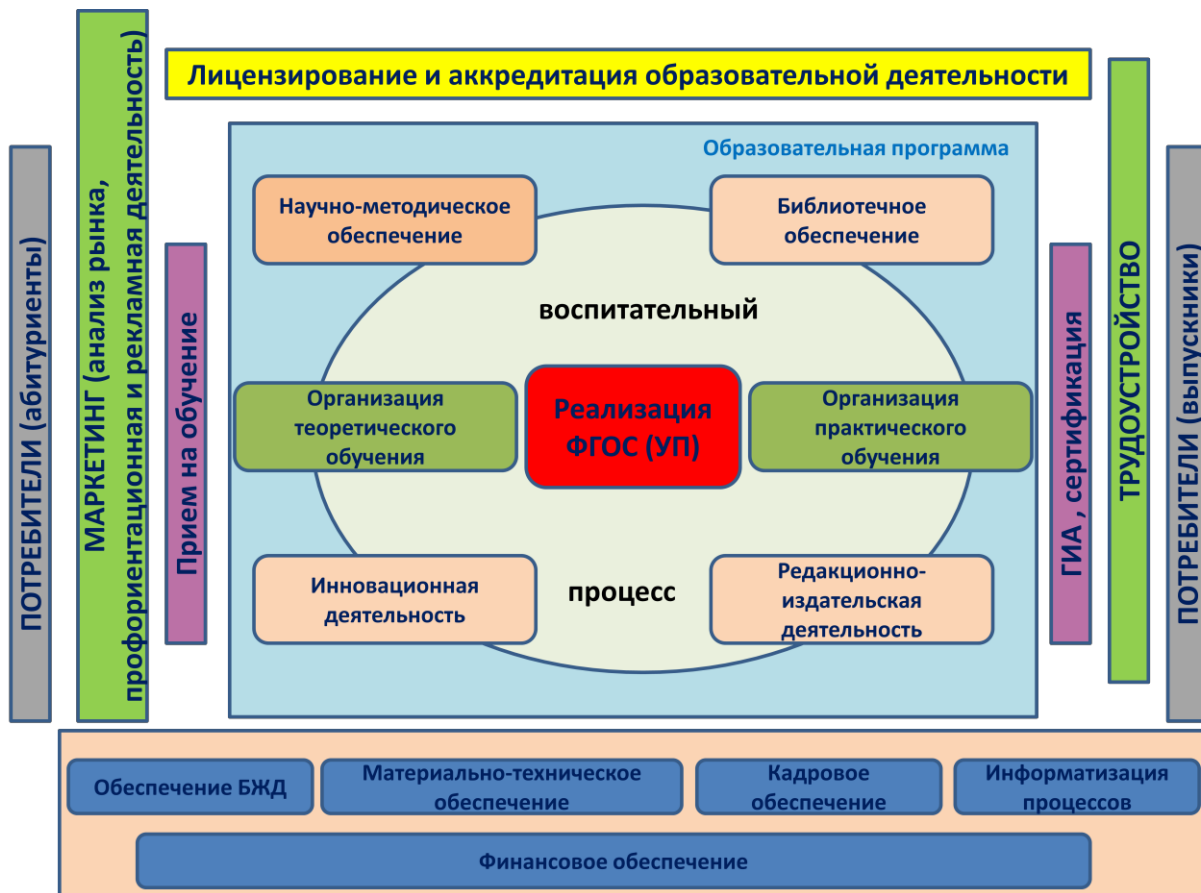 ПОТРЕБИТЕЛИ (абитуриенты)
МАРКЕТИНГ (анализ рынка,
профориентационная и рекламная деятельность)
Лицензирование и аккредитация образовательной деятельности
Прием на обучение
Образовательная программа
Научно-методическое
обеспечение
Библиотечное
обеспечение
воспитательный
Организация
теоретического
обучения
Реализация
ФГОС (УП)
Организация
практического
обучения
Инновационная
деятельность
процесс
Редакционно-
издательская
деятельность
ГИА , сертификация
ТРУДОУСТРОЙСТВО
ПОТРЕБИТЕЛИ (выпускники)
Обеспечение БЖД
Материально-техническое
обеспечение
Кадровое
обеспечение
Информатизация
процессов
Финансовое обеспечение